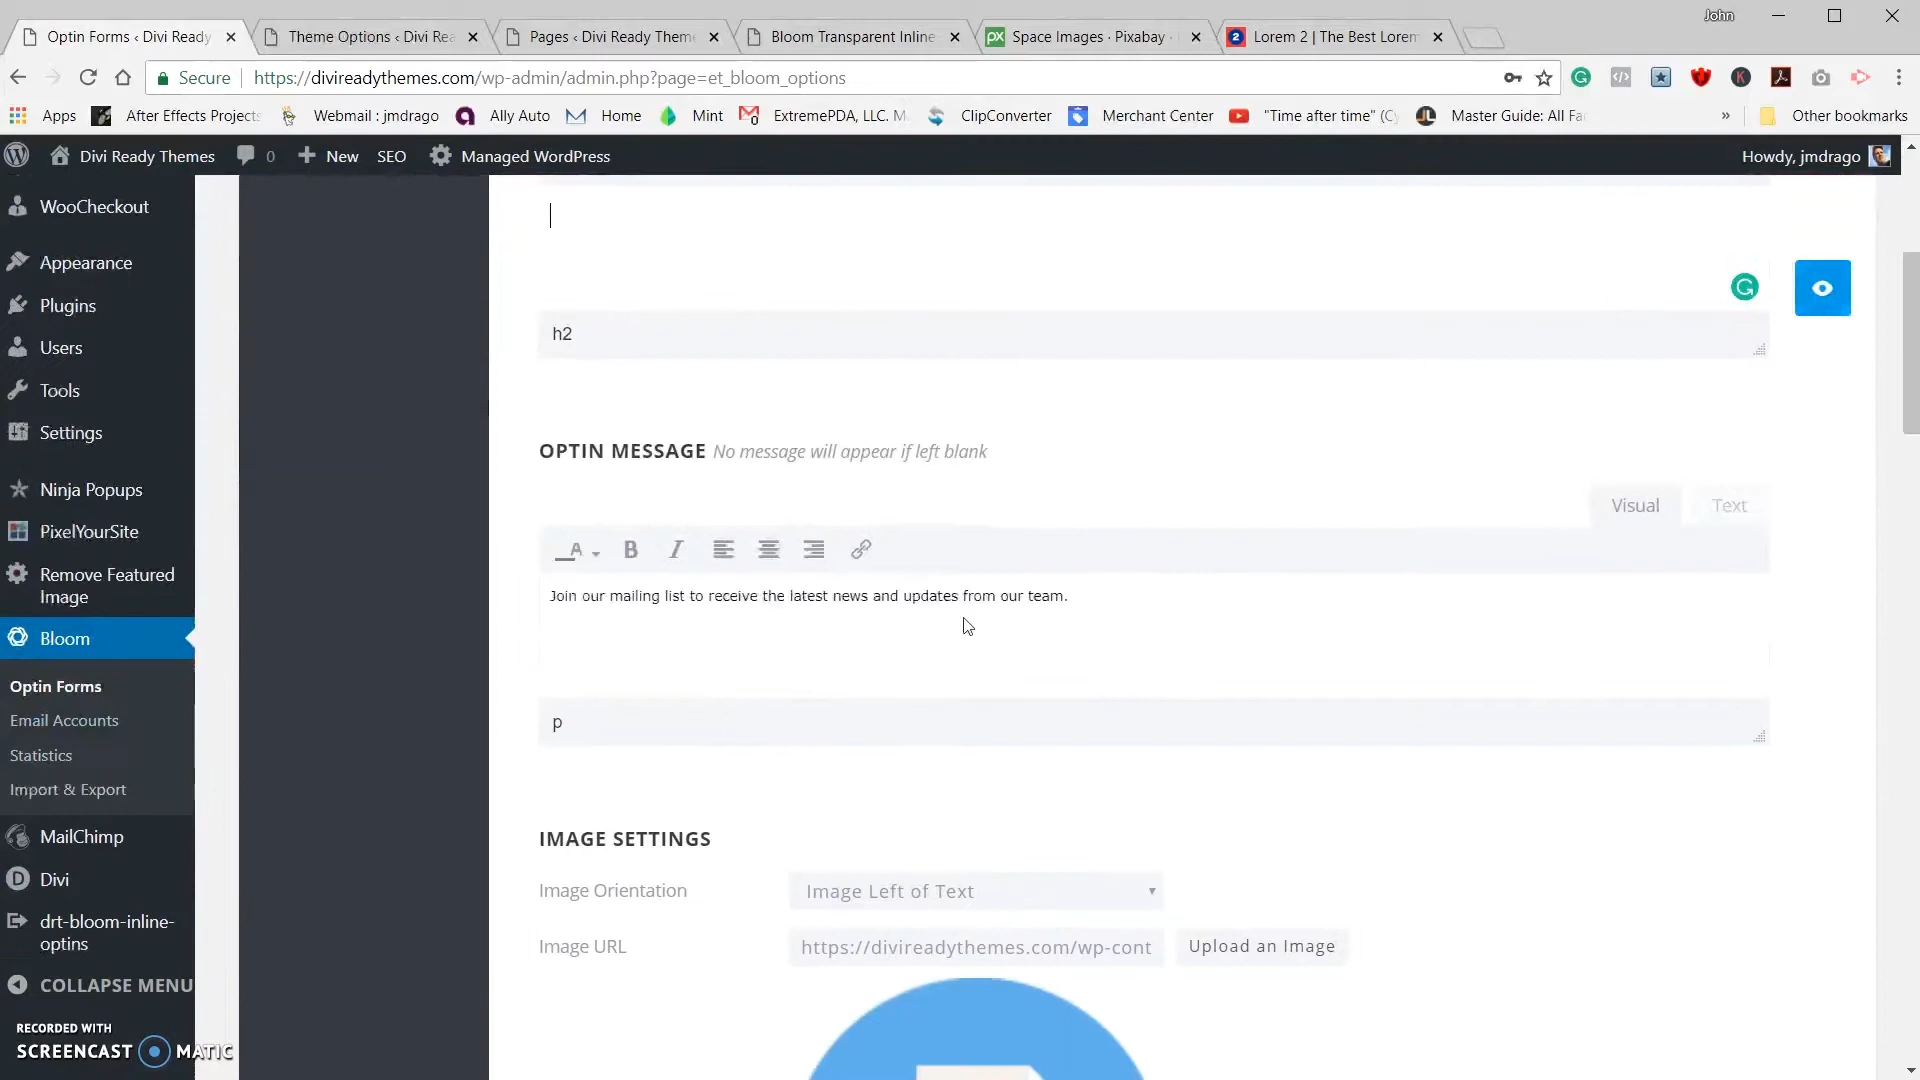 John
Optin Forms ‹ Divi Ready
Theme Options ‹ Divi Rea
Pages ‹ Divi Ready Theme
Bloom Transparent Inline
px
Space Images · Pixabay ·
2
Lorem 2 | The Best Lorem
Secure
https://divireadythemes.com/wp-admin/admin.php?page=et_bloom_options
Apps
After Effects Projects
Webmail : jmdrago
Ally Auto
Home
Mint
ExtremePDA, LLC. M
ClipConverter
Merchant Center
"Time after time" (Cy
Master Guide: All Fa
»
Other bookmarks
Divi Ready Themes
0
New
SEO
Managed WordPress
Howdy, jmdrago
WooCheckout
Appearance
Plugins
Users
Tools
Settings
Ninja Popups
PixelYourSite
Remove Featured
Image
Bloom
Optin Forms
Email Accounts
Statistics
Import & Export
MailChimp
Divi
drt-bloom-inline-
optins
COLLAPSE MENU
RECORDED WITH
SCREENCAST MATIC
h2
OPTIN MESSAGE No message will appear if left blank
Visual
Text
A
B
I
Join our mailing list to receive the latest news and updates from our team.
p
IMAGE SETTINGS
Image Orientation
Image Left of Text
Image URL
https://divireadythemes.com/wp-cont
Upload an Image